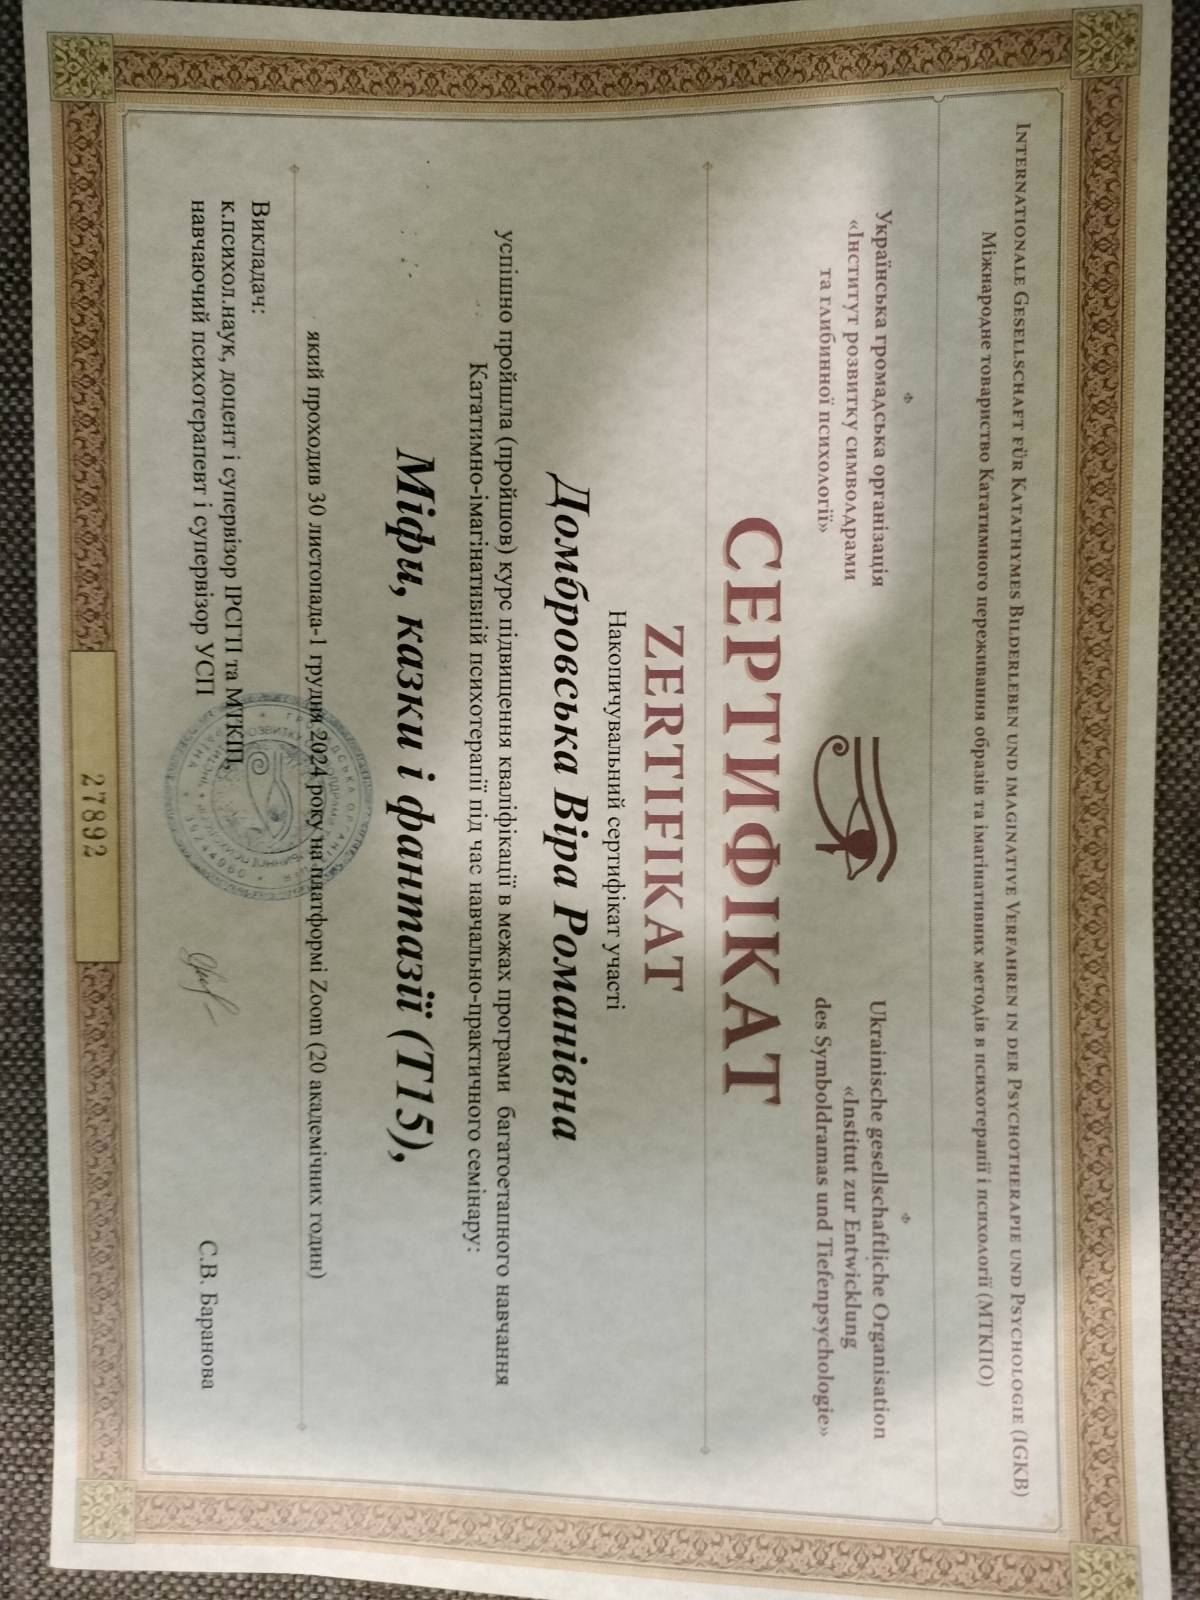 INTERNATIONALE GESELLSCHAFT FÜR KATATHYMES BILDERLEBEN UND IMAGINATIVE VERFAHREN IN DER PSYCHOTHERAPIE UND PSYCHOLOGIE (IGKB)
Міжнародне товариство Кататимного переживання образів та імагінативних методів в психотерапії і психології (МТКПО)
Українська громадська організація
«Інститут розвитку символдрами
та глибинної психології»
Ukrainische gesellschaftliche Organisation
«Institut zur Entwicklung
des Symboldramas und Tiefenpsychologie»
СЕРТИФІКАТ
ZERTIFIKAT
Накопичувальний сертифікат участі
Домбровська Віра Романівна
успішно пройшла (пройшов) курс підвищення кваліфікації в межах програми багатоетапного навчання
Кататимно-імагінативній психотерапії під час навчально-практичного семінару:
Міфи, казки і фантазії (Т15),
який проходив 30 листопада-1 грудня 2024 року на платформі Zoom (20 академічних годин)
Викладач:
к.психол.наук, доцент і супервізор ІРСГП та МТКПП,
навчаючий психотерапевт і супервізор УСП
С.В. Баранова
27892